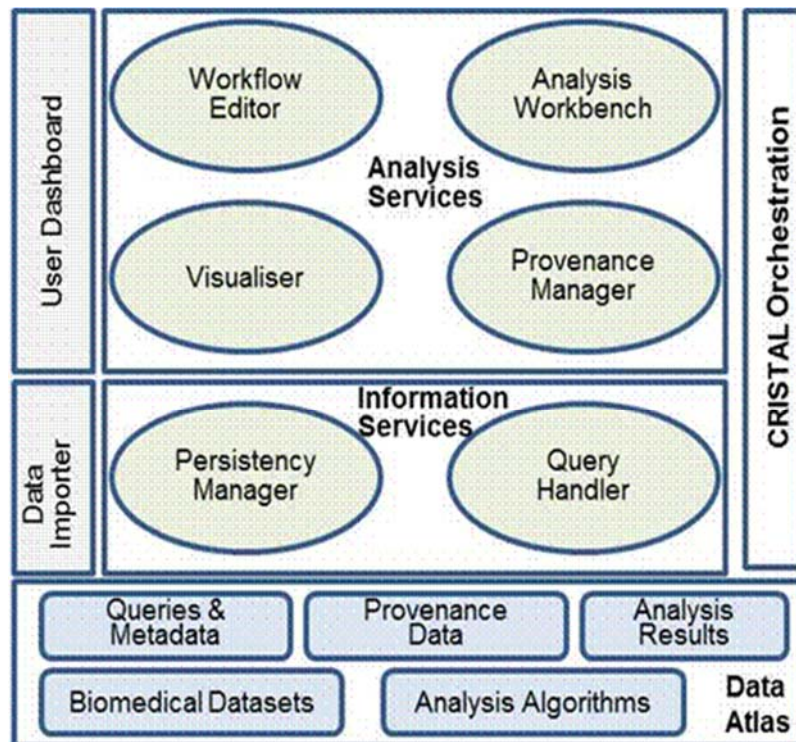 User Dashboard
Workflow
Editor
Analysis
Workbench
Analysis
Services
Visualiser
Provenance
Manager
CRISTAL Orchestration
Data
Importer
Information
Services
Persistency
Manager
Query
Handler
Queries &
Metadata
Provenance
Data
Analysis
Results
Biomedical Datasets
Analysis Algorithms
Data
Atlas